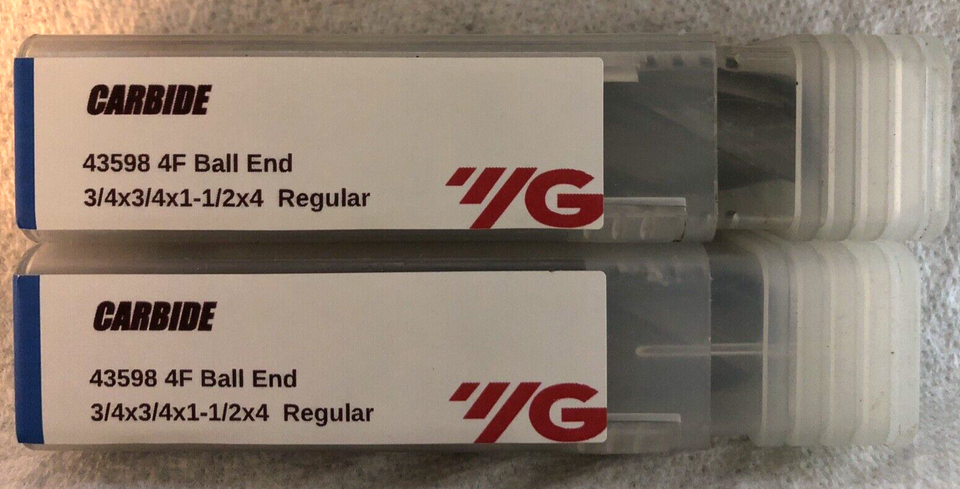 CARBIDE
43598 4F Ball End
3/4x3/4x1-1/2x4 Regular
YG
CARBIDE
43598 4F Ball End
3/4x3/4x1-1/2x4 Regular
YG